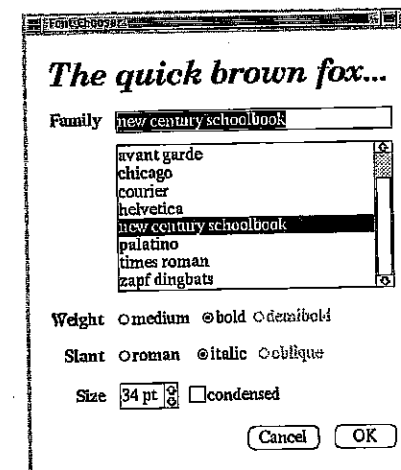 FontChooser
The quick brown fox...
Family new century schoolbook
avant garde
chicago
courier
helvetica
new century schoolbook
palatino
times roman
zapf dingbats
Weight medium bold demibold
Slant roman italic oblique
Size 34 pt condensed
Cancel OK